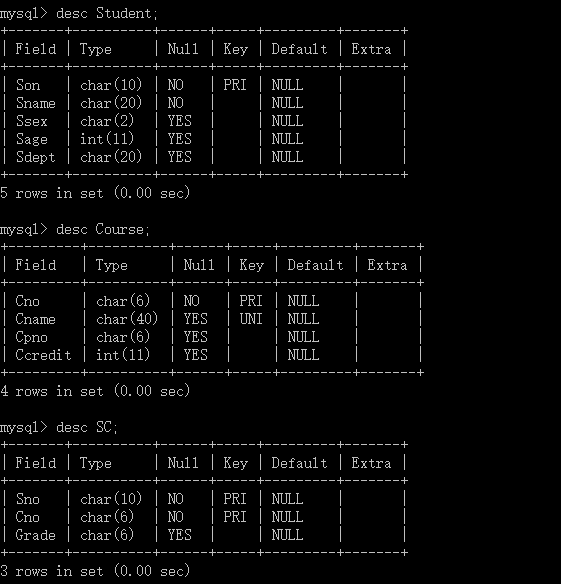 mysql> desc Student;
+-------+----------+------+-----+---------+-------+
| Field | Type     | Null | Key | Default | Extra |
+-------+----------+------+-----+---------+-------+
| Son   | char(10) | NO   | PRI | NULL    |       |
| Sname | char(20) | NO   |     | NULL    |       |
| Ssex  | char(2)  | YES  |     | NULL    |       |
| Sage  | int(11)  | YES  |     | NULL    |       |
| Sdept | char(20) | YES  |     | NULL    |       |
+-------+----------+------+-----+---------+-------+
5 rows in set (0.00 sec)
mysql> desc Course;
+---------+----------+------+-----+---------+-------+
| Field   | Type     | Null | Key | Default | Extra |
+---------+----------+------+-----+---------+-------+
| Cno     | char(6)  | NO   | PRI | NULL    |       |
| Cname   | char(40) | YES  | UNI | NULL    |       |
| Cpno    | char(6)  | YES  |     | NULL    |       |
| Ccredit | int(11)  | YES  |     | NULL    |       |
+---------+----------+------+-----+---------+-------+
4 rows in set (0.00 sec)
mysql> desc SC;
+-------+----------+------+-----+---------+-------+
| Field | Type     | Null | Key | Default | Extra |
+-------+----------+------+-----+---------+-------+
| Sno   | char(10) | NO   | PRI | NULL    |       |
| Cno   | char(6)  | NO   | PRI | NULL    |       |
| Grade | char(6)  | YES  |     | NULL    |       |
+-------+----------+------+-----+---------+-------+
3 rows in set (0.00 sec)